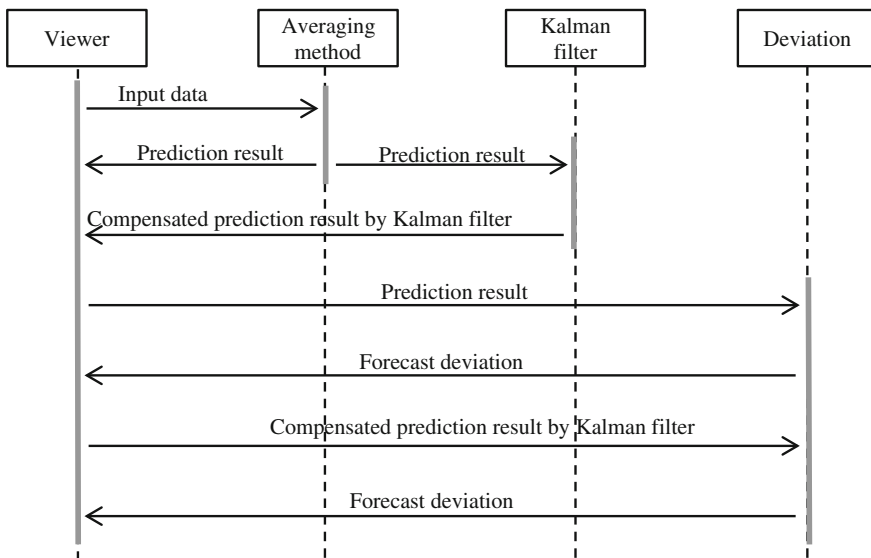 Viewer
Averaging
method
Kalman
filter
Deviation
Input data
Prediction result
Prediction result
Compensated prediction result by Kalman filter
Prediction result
Forecast deviation
Compensated prediction result by Kalman filter
Forecast deviation